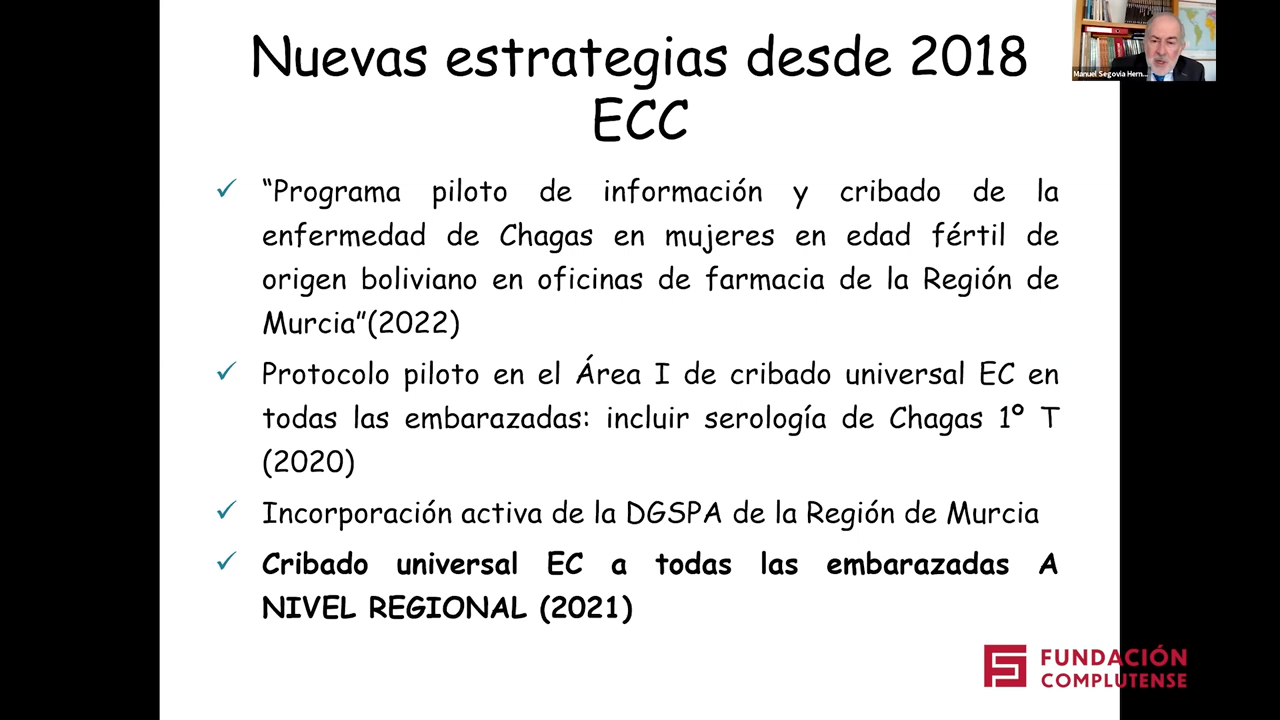 Nuevas estrategias desde 2018
ECC
Manuel Segovia Hern...
✓ “Programa piloto de información y cribado de la
enfermedad de Chagas en mujeres en edad fértil de
origen boliviano en oficinas de farmacia de la Región de
Murcia”(2022)
✓ Protocolo piloto en el Área I de cribado universal EC en
todas las embarazadas: incluir serología de Chagas 1º T
(2020)
✓ Incorporación activa de la DGSPA de la Región de Murcia
✓ Cribado universal EC a todas las embarazadas A
NIVEL REGIONAL (2021)
FUNDACIÓN
COMPLUTENSE